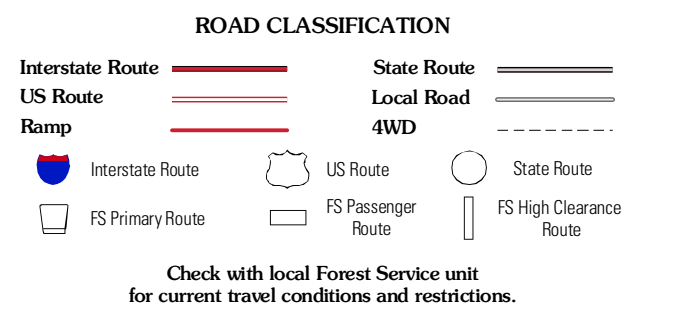 ROAD CLASSIFICATION
Interstate Route
State Route
US Route
Local Road
Ramp
4WD
Interstate Route
US Route
State Route
FS Primary Route
FS Passenger
Route
FS High Clearance
Route
Check with local Forest Service unit
for current travel conditions and restrictions.